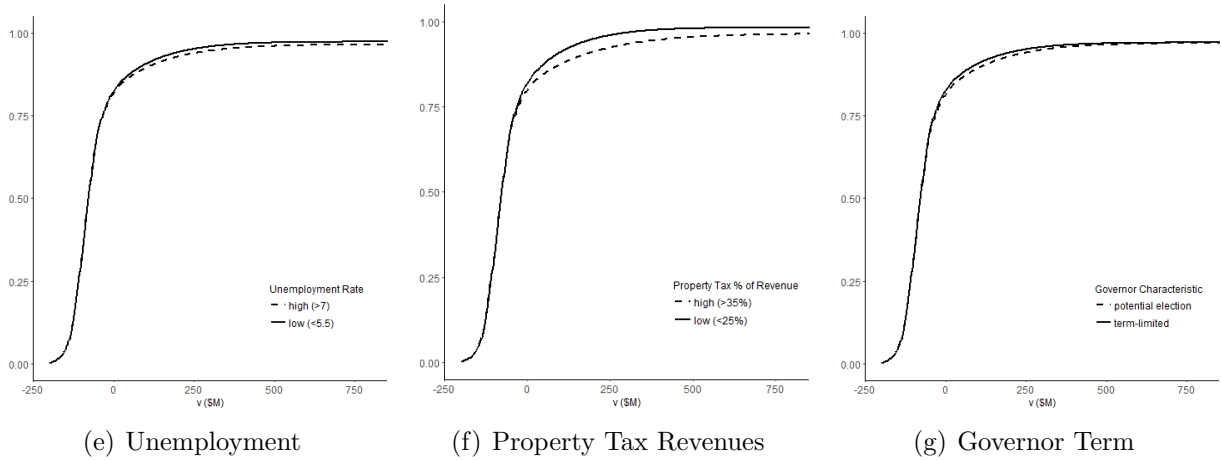 1.00
0.75
0.50
0.25
0.00
-250
0
250
500
750
v ($M)
Unemployment Rate
high (>7)
low (<5.5)
(e) Unemployment
1.00
0.75
0.50
0.25
0.00
-250
0
250
500
750
v ($M)
Property Tax % of Revenue
high (>35%)
low (<25%)
(f) Property Tax Revenues
1.00
0.75
0.50
0.25
0.00
-250
0
250
500
750
v ($M)
Governor Characteristic
potential election
term-limited
(g) Governor Term